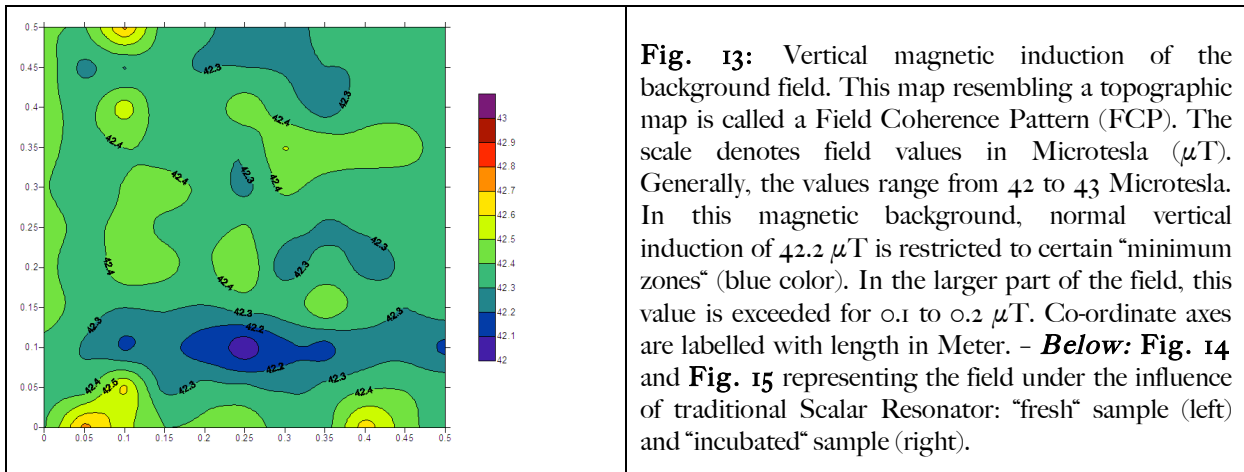 0.5
0.45
0.4
0.35
0.3
0.25
0.2
0.15
0.1
0.05
0
0 0.05 0.1 0.15 0.2 0.25 0.3 0.35 0.4 0.45 0.5
42.3
42.3
42.4
42.4
42.3
42.4
42.3
42.4
42.3
42.3
42.3
42.3
42.2
42.2
42.3
42.3
42.4
42.5
42.4
43
42.9
42.8
42.7
42.6
42.5
42.4
42.3
42.2
42.1
42
Fig. 13: Vertical magnetic induction of the
background field. This map resembling a topographic
map is called a Field Coherence Pattern (FCP). The
scale denotes field values in Microtesla (μT).
Generally, the values range from 42 to 43 Microtesla.
In this magnetic background, normal vertical
induction of 42.2 μT is restricted to certain “minimum
zones“ (blue color). In the larger part of the field, this
value is exceeded for 0.1 to 0.2 μT. Co-ordinate axes
are labelled with length in Meter. – Below: Fig. 14
and Fig. 15 representing the field under the influence
of traditional Scalar Resonator: “fresh“ sample (left)
and “incubated“ sample (right).